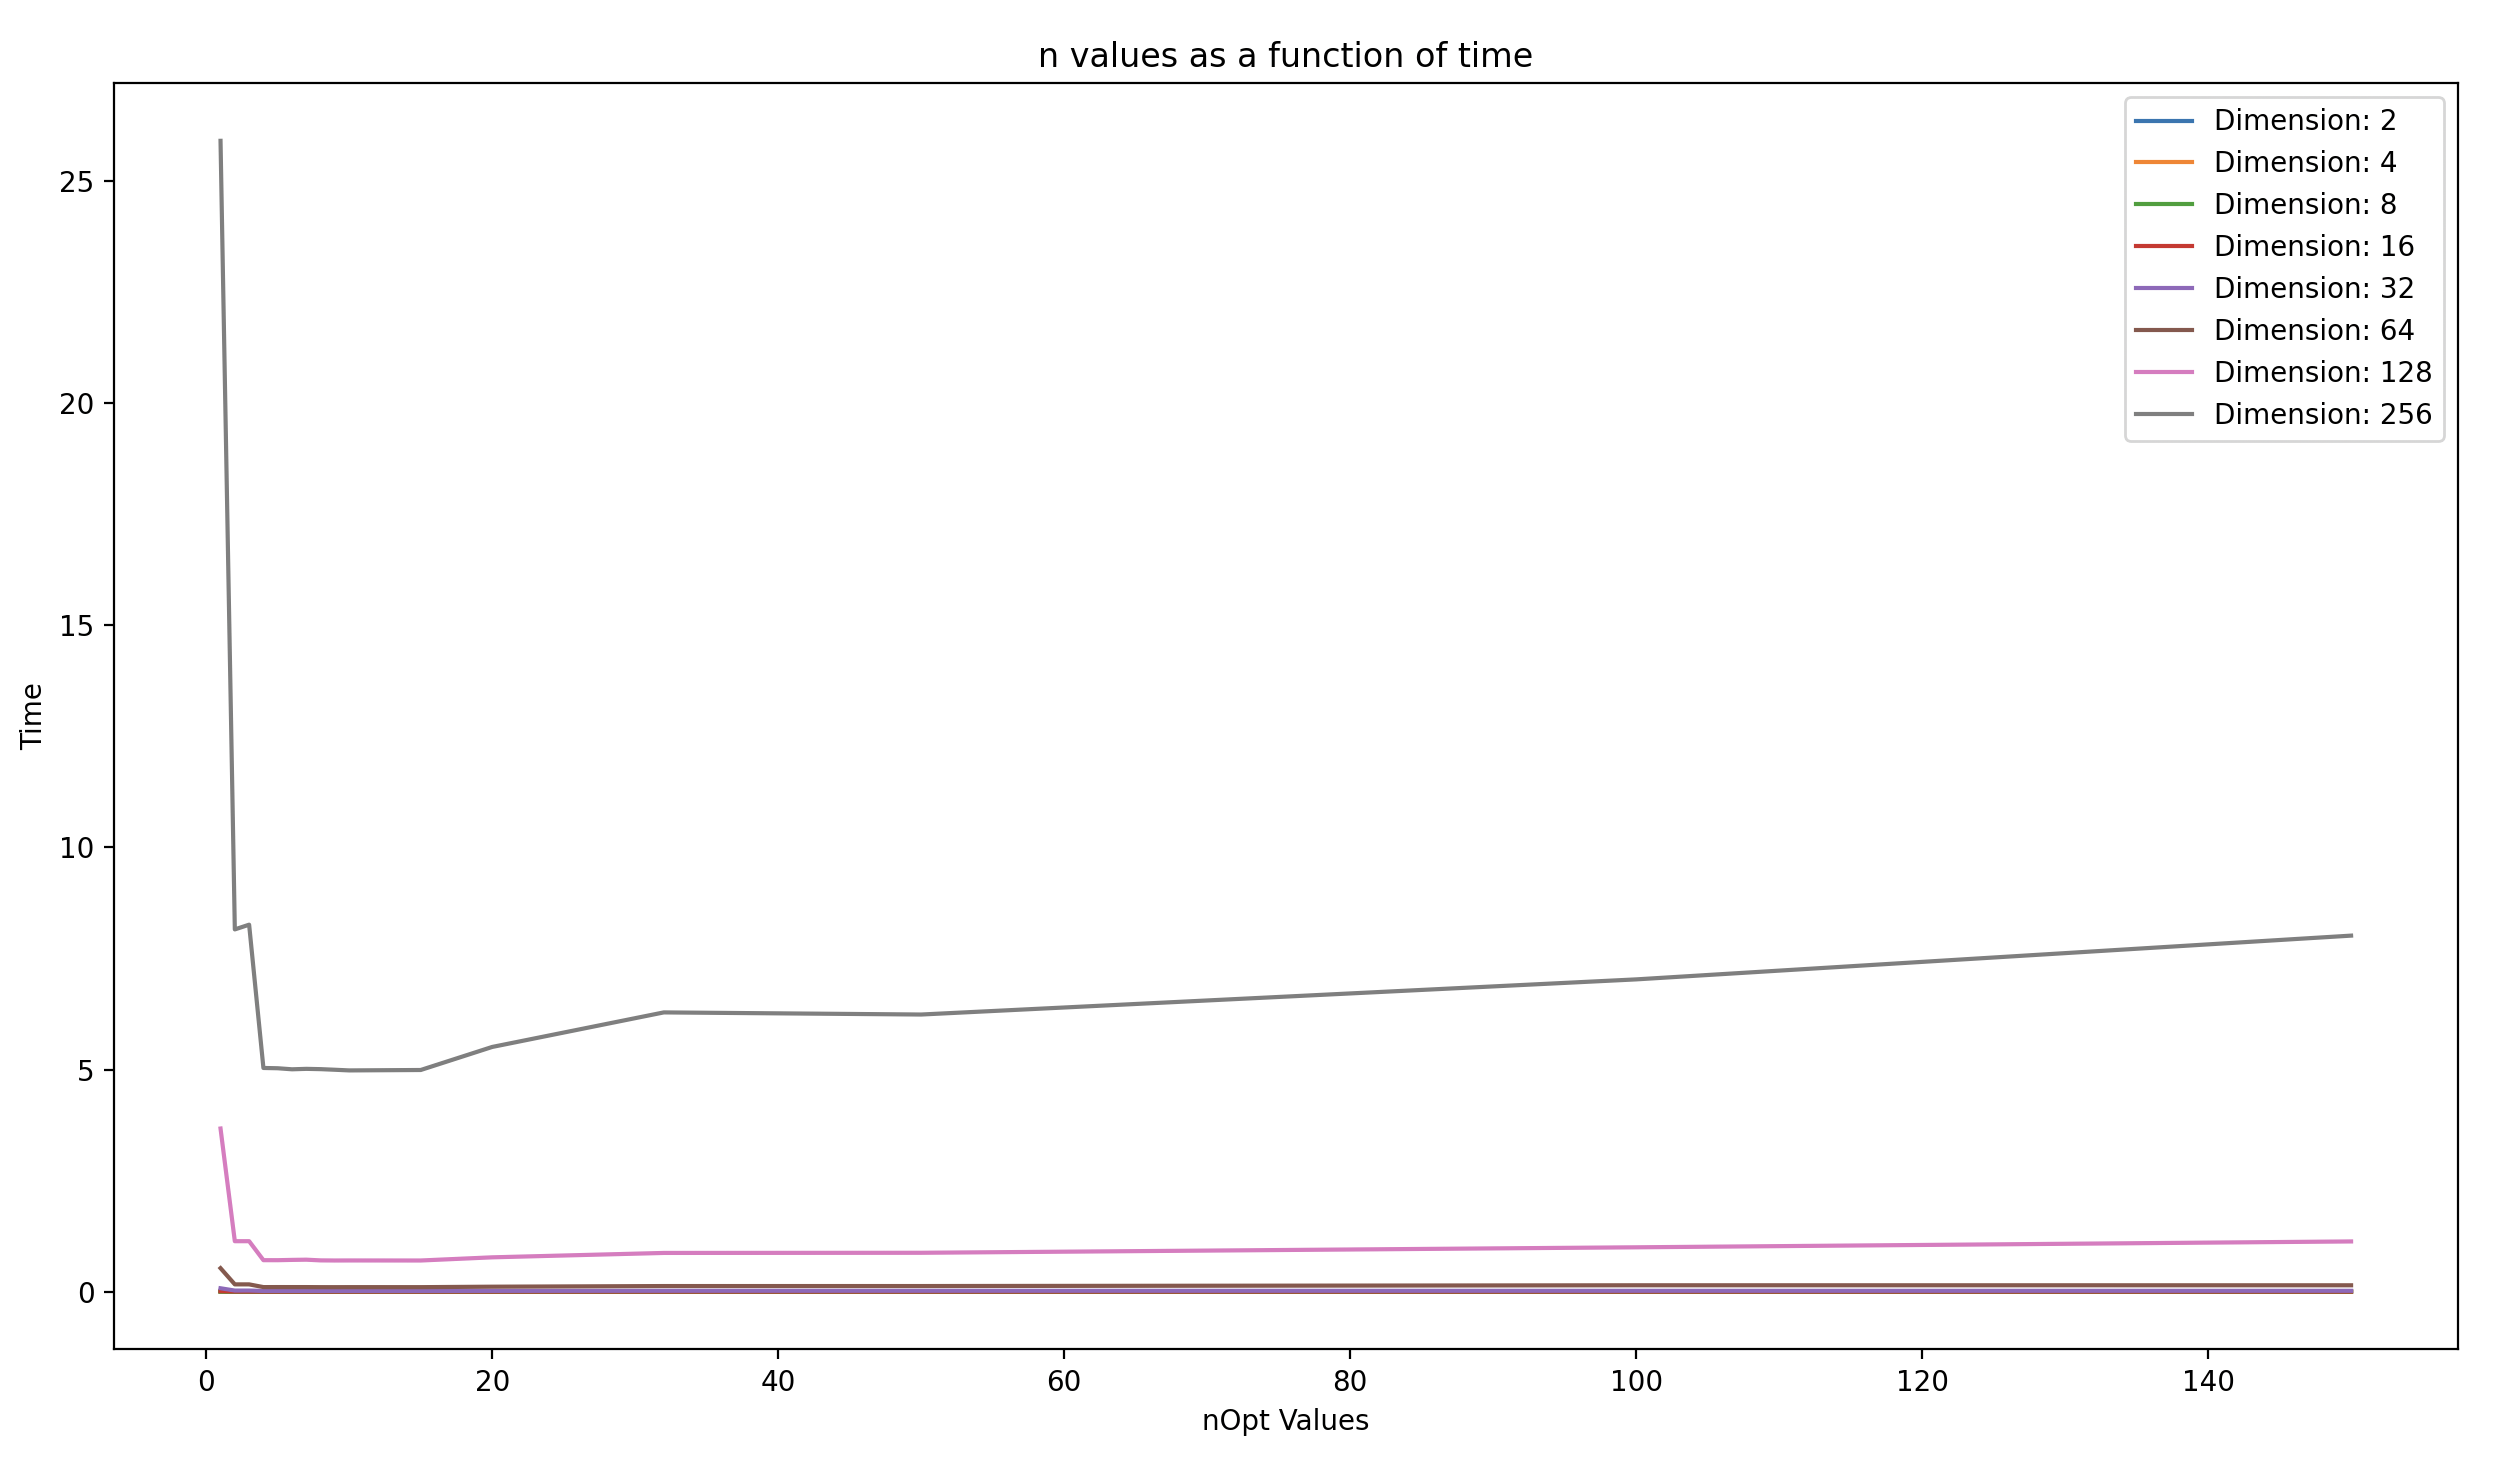 n values as a function of time
Dimension: 2
Dimension: 4
Dimension: 8
Dimension: 16
Dimension: 32
Dimension: 64
Dimension: 128
Dimension: 256
Time
25
20
15
10
5
0
0 20 40 60 80 100 120 140
nOpt Values